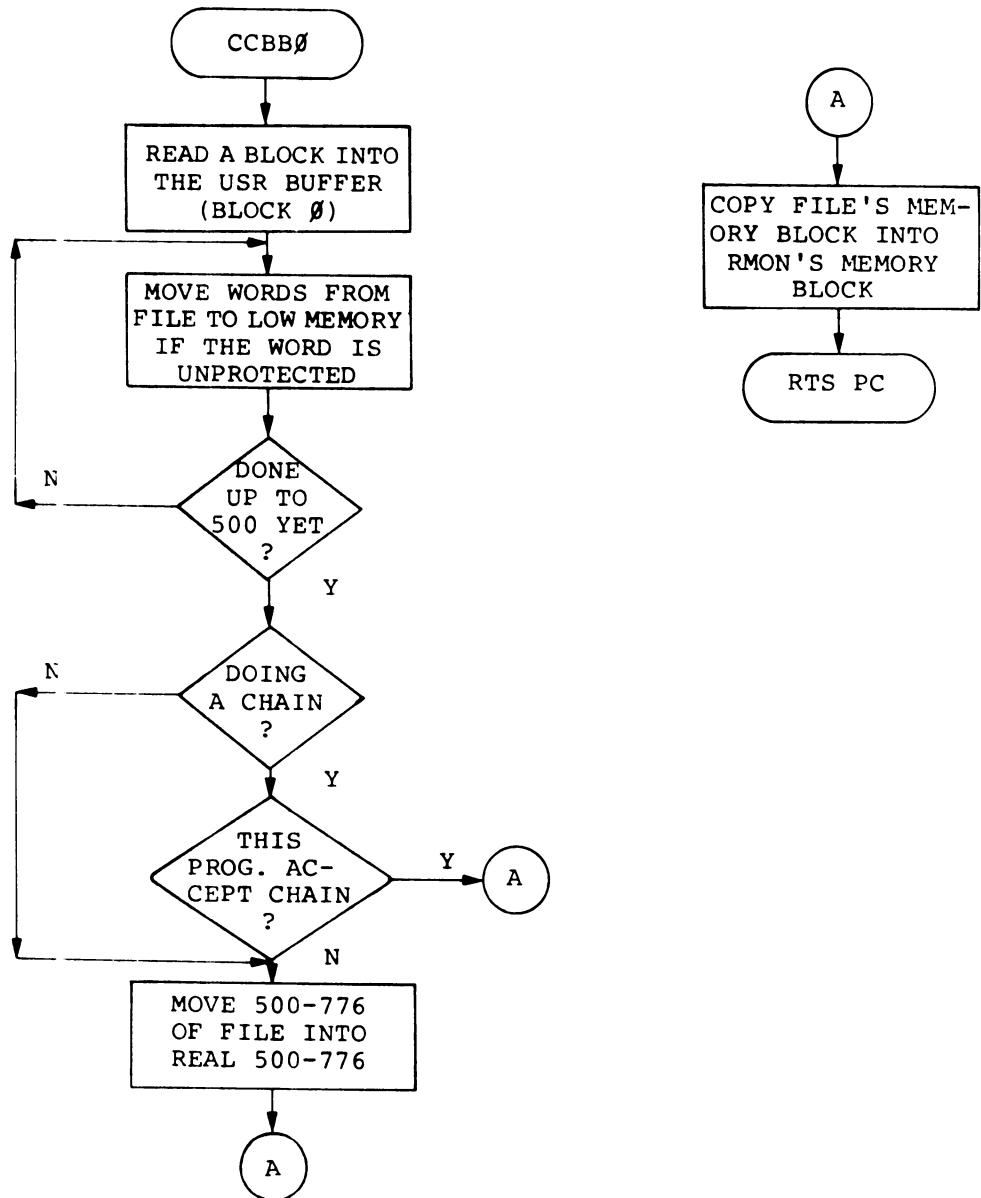 CCBB0
READ A BLOCK INTO
THE USR BUFFER
(BLOCK 0)
MOVE WORDS FROM
FILE TO LOW MEMORY
IF THE WORD IS
UNPROTECTED
DONE
UP TO
500 YET
?
N
Y
DOING
A CHAIN
?
N
Y
THIS
PROG. AC-
CEPT CHAIN
?
Y
A
N
MOVE 500-776
OF FILE INTO
REAL 500-776
A
A
COPY FILE'S MEM-
ORY BLOCK INTO
RMON'S MEMORY
BLOCK
RTS PC